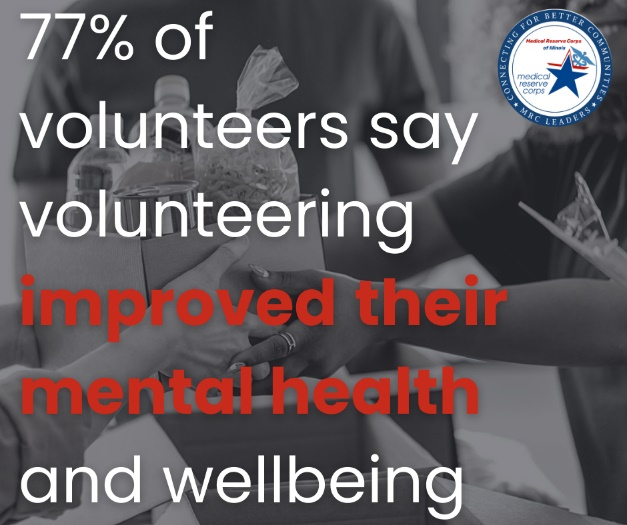 77% of
volunteers say
volunteering
improved their
mental health
and wellbeing
CONNECTING FOR BETTER COMMUNITIES
Medical Reserve Corps
of Illinois
medical
reserve
corps
MRC LEADERS